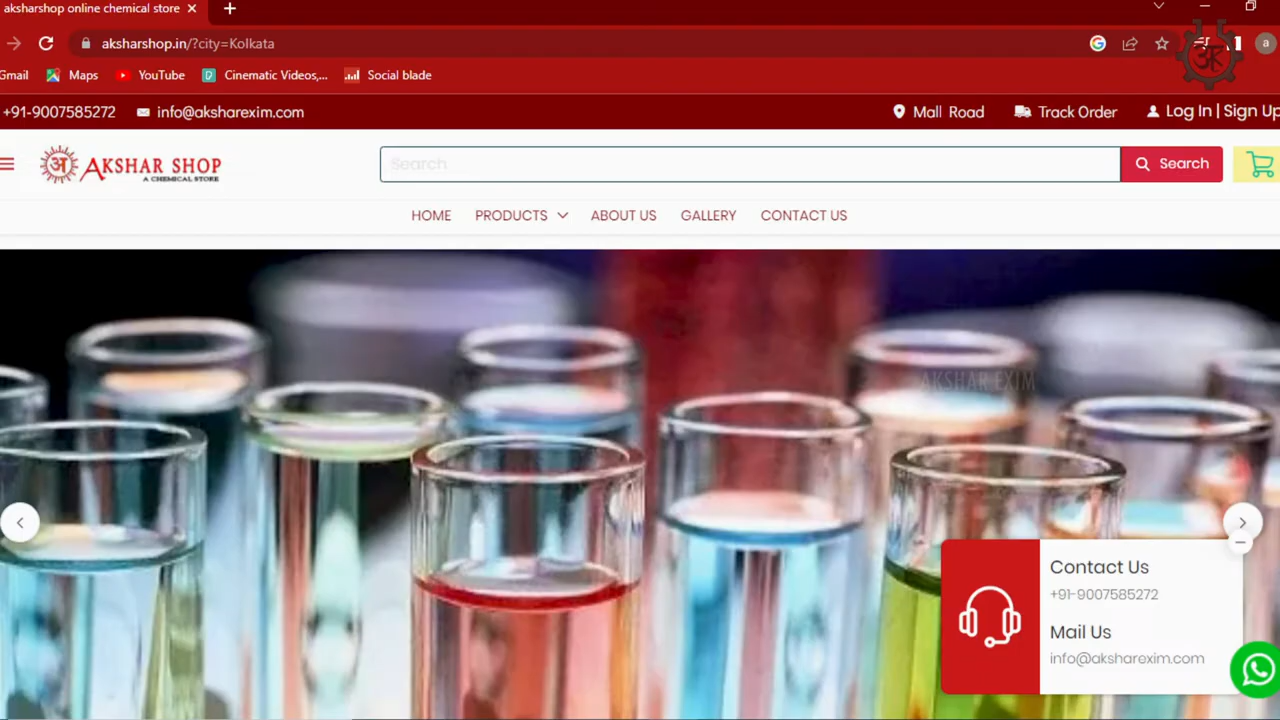 aksharshop online chemical store
aksharshop.in/?city=Kolkata
a
Gmail Maps YouTube Cinematic Videos,... Social blade
+91-9007585272 info@aksharexim.com Mall Road Track Order Log In | Sign Up
अ AKSHAR SHOP
A CHEMICAL STORE
Search
Search
HOME PRODUCTS ABOUT US GALLERY CONTACT US
AKSHAR EXIM
Contact Us
+91-9007585272
Mail Us
info@aksharexim.com